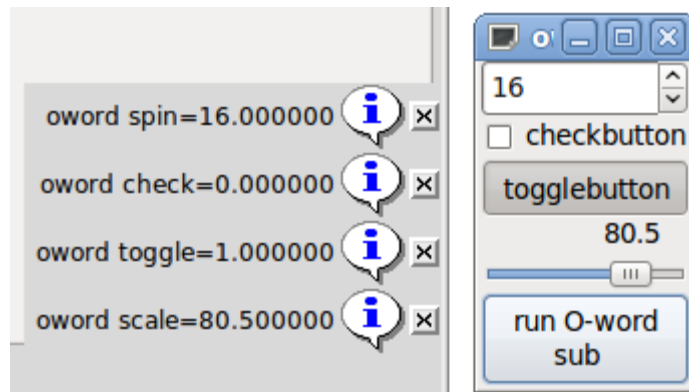 oword spin=16.000000
oword check=0.000000
oword toggle=1.000000
oword scale=80.500000
16
checkbutton
togglebutton
80.5
run O-word
sub